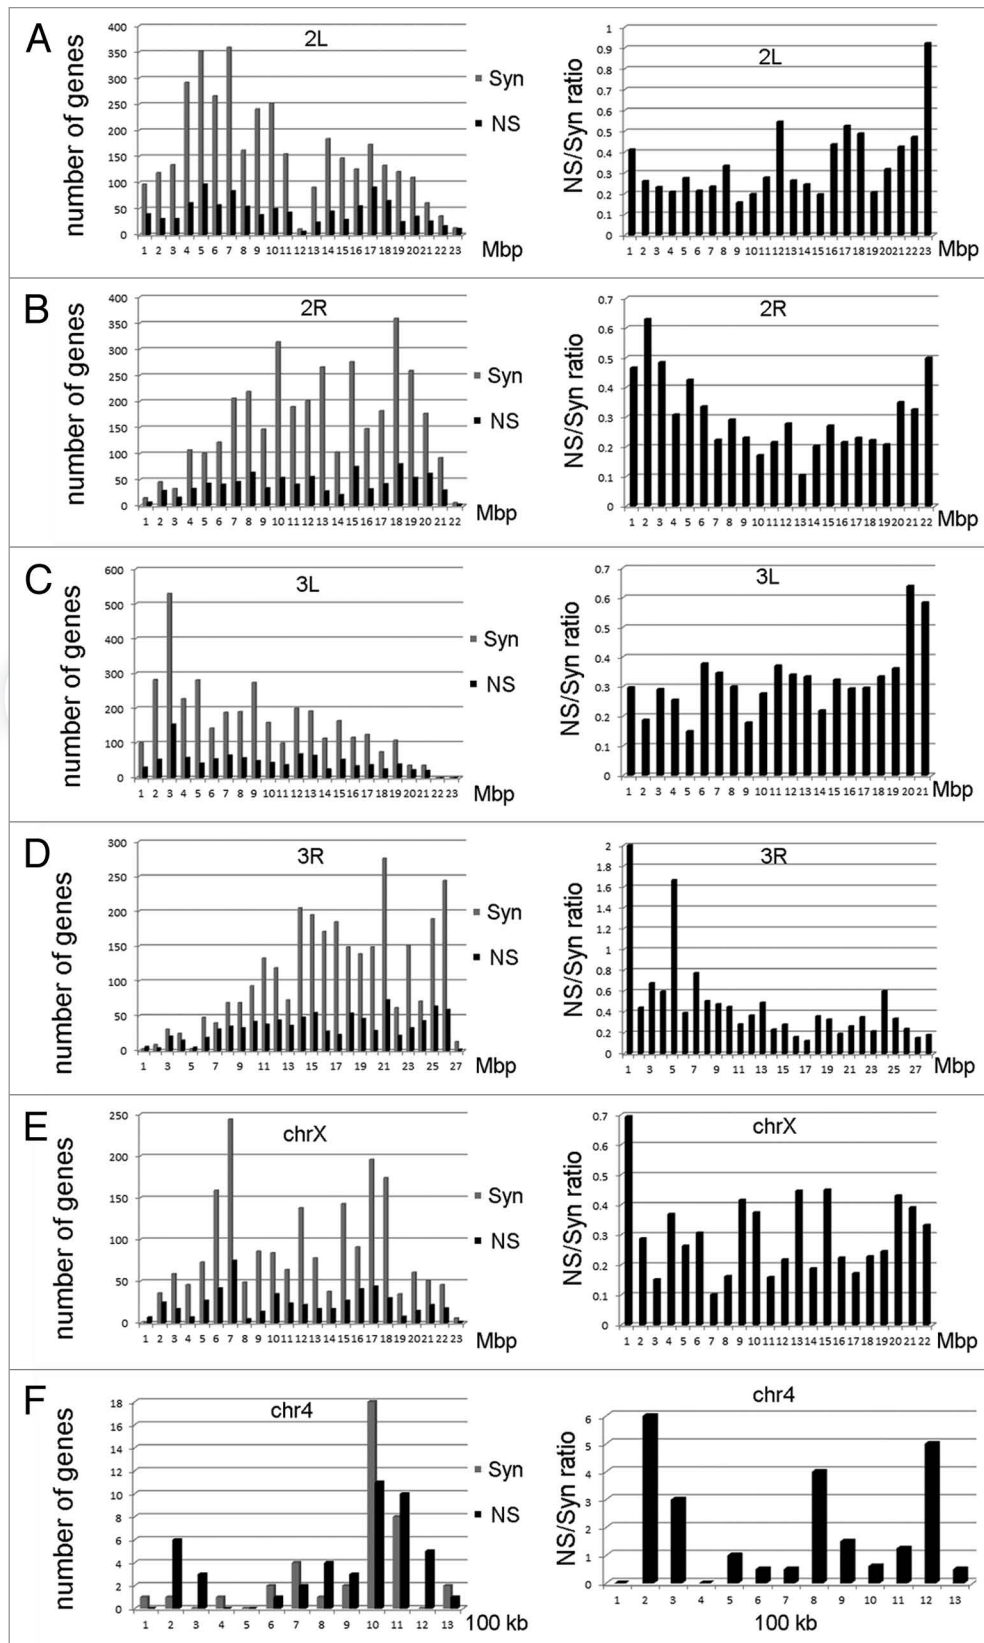 A
2L
number of genes
400
350
300
250
200
150
100
50
0
1 2 3 4 5 6 7 8 9 10 11 12 13 14 15 16 17 18 19 20 21 22 23
Mbp
Syn
NS
2L
NS/Syn ratio
1
0.9
0.8
0.7
0.6
0.5
0.4
0.3
0.2
0.1
0
1 2 3 4 5 6 7 8 9 10 11 12 13 14 15 16 17 18 19 20 21 22 23
Mbp
B
2R
number of genes
400
350
300
250
200
150
100
50
0
1 2 3 4 5 6 7 8 9 10 11 12 13 14 15 16 17 18 19 20 21 22
Mbp
Syn
NS
2R
NS/Syn ratio
0.7
0.6
0.5
0.4
0.3
0.2
0.1
0
1 2 3 4 5 6 7 8 9 10 11 12 13 14 15 16 17 18 19 20 21 22
Mbp
C
3L
number of genes
600
500
400
300
200
100
0
1 2 3 4 5 6 7 8 9 10 11 12 13 14 15 16 17 18 19 20 21 22 23
Mbp
Syn
NS
3L
NS/Syn ratio
0.7
0.6
0.5
0.4
0.3
0.2
0.1
0
1 2 3 4 5 6 7 8 9 10 11 12 13 14 15 16 17 18 19 20 21
Mbp
D
3R
number of genes
300
250
200
150
100
50
0
1 3 5 7 9 11 13 15 17 19 21 23 25 27
Mbp
Syn
NS
3R
NS/Syn ratio
2
1.8
1.6
1.4
1.2
1
0.8
0.6
0.4
0.2
0
1 3 5 7 9 11 13 15 17 19 21 23 25 27
Mbp
E
chrX
number of genes
250
200
150
100
50
0
1 2 3 4 5 6 7 8 9 10 11 12 13 14 15 16 17 18 19 20 21 22 23
Mbp
Syn
NS
chrX
NS/Syn ratio
0.7
0.6
0.5
0.4
0.3
0.2
0.1
0
1 2 3 4 5 6 7 8 9 10 11 12 13 14 15 16 17 18 19 20 21 22
Mbp
F
chr4
number of genes
18
16
14
12
10
8
6
4
2
0
1 2 3 4 5 6 7 8 9 10 11 12 13
100 kb
Syn
NS
chr4
NS/Syn ratio
6
5
4
3
2
1
0
1 2 3 4 5 6 7 8 9 10 11 12 13
100 kb